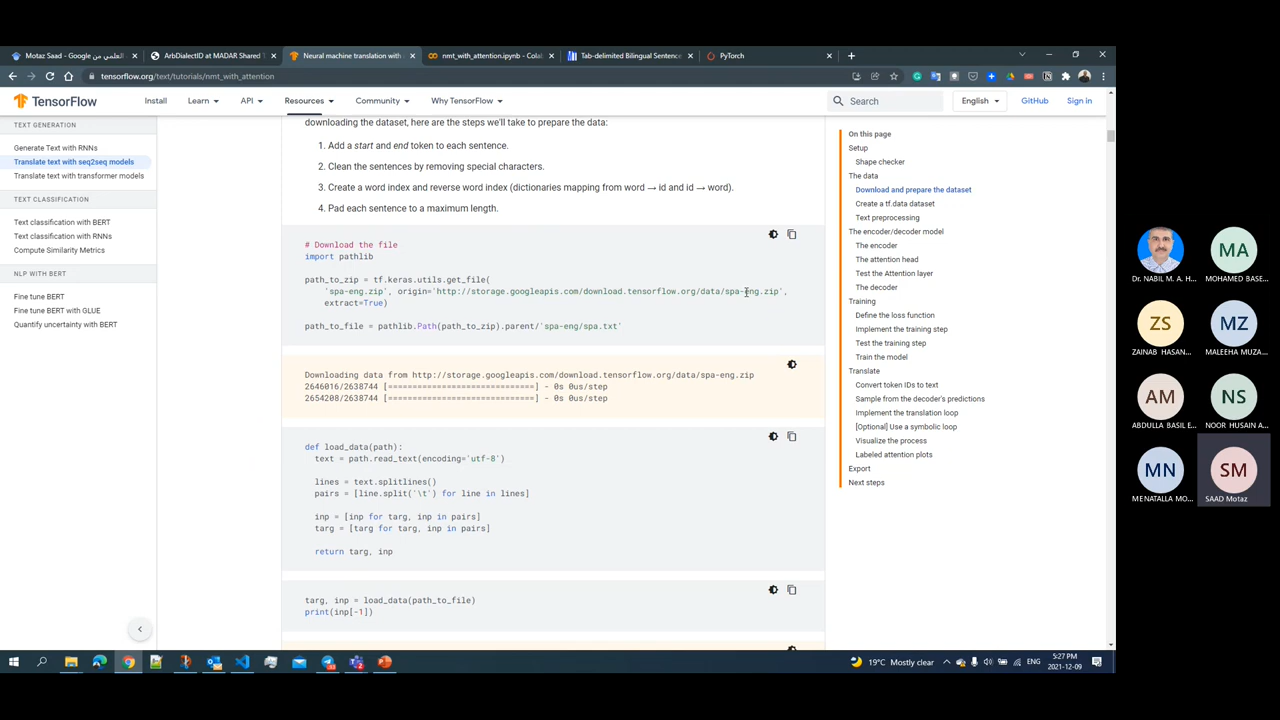 Motaz Saad - Google العلمي من
ArbDialectID at MADAR Shared T
Neural machine translation with
nmt_with_attention.ipynb - Colab
Tab-delimited Bilingual Sentence
PyTorch
tensorflow.org/text/tutorials/nmt_with_attention
TensorFlow
Install
Learn
API
Resources
Community
Why TensorFlow
Search
English
GitHub
Sign in
TEXT GENERATION
Generate Text with RNNs
Translate text with seq2seq models
Translate text with transformer models
TEXT CLASSIFICATION
Text classification with BERT
Text classification with RNNs
Compute Similarity Metrics
NLP WITH BERT
Fine tune BERT
Fine tune BERT with GLUE
Quantify uncertainty with BERT
downloading the dataset, here are the steps we'll take to prepare the data:
1. Add a start and end token to each sentence.
2. Clean the sentences by removing special characters.
3. Create a word index and reverse word index (dictionaries mapping from word → id and id → word).
4. Pad each sentence to a maximum length.
# Download the file
import pathlib
path_to_zip = tf.keras.utils.get_file(
'spa-eng.zip', origin='http://storage.googleapis.com/download.tensorflow.org/data/spa-eng.zip',
extract=True)
path_to_file = pathlib.Path(path_to_zip).parent/'spa-eng/spa.txt'
Downloading data from http://storage.googleapis.com/download.tensorflow.org/data/spa-eng.zip
2646016/2638744 [==============================] - 0s 0us/step
2654208/2638744 [==============================] - 0s 0us/step
def load_data(path):
text = path.read_text(encoding='utf-8')
lines = text.splitlines()
pairs = [line.split('\t') for line in lines]
inp = [inp for targ, inp in pairs]
targ = [targ for targ, inp in pairs]
return targ, inp
targ, inp = load_data(path_to_file)
print(inp[-1])
On this page
Setup
Shape checker
The data
Download and prepare the dataset
Create a tf.data dataset
Text preprocessing
The encoder/decoder model
The encoder
The attention head
Test the Attention layer
The decoder
Training
Define the loss function
Implement the training step
Test the training step
Train the model
Translate
Convert token IDs to text
Sample from the decoder's predictions
Implement the translation loop
[Optional] Use a symbolic loop
Visualize the process
Labeled attention plots
Export
Next steps
19°C Mostly clear
ENG
5:27 PM
2021-12-09
Dr. NABIL M. A. H...
MA
MOHAMED BASE...
ZS
ZAINAB HASAN...
MZ
MALEEHA MUZA...
AM
ABDULLA BASIL E...
NS
NOOR HUSAIN A...
MN
MENATALLA MO...
SM
SAAD Motaz